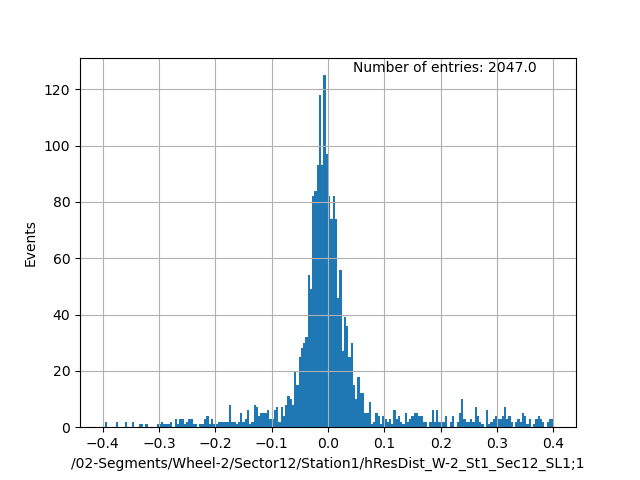 Number of entries: 2047.0
120
100
80
60
40
20
0
Events
−0.4 −0.3 −0.2 −0.1 0.0 0.1 0.2 0.3 0.4
/02-Segments/Wheel-2/Sector12/Station1/hResDist_W-2_St1_Sec12_SL1;1